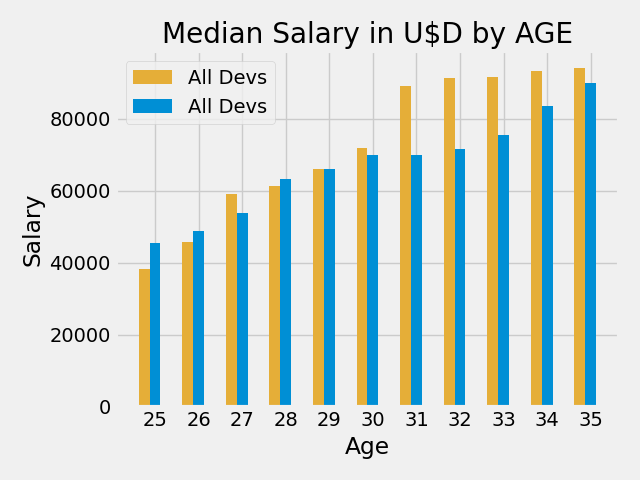 Median Salary in U$D by AGE
All Devs
All Devs
80000
60000
40000
20000
0
Salary
25 26 27 28 29 30 31 32 33 34 35
Age